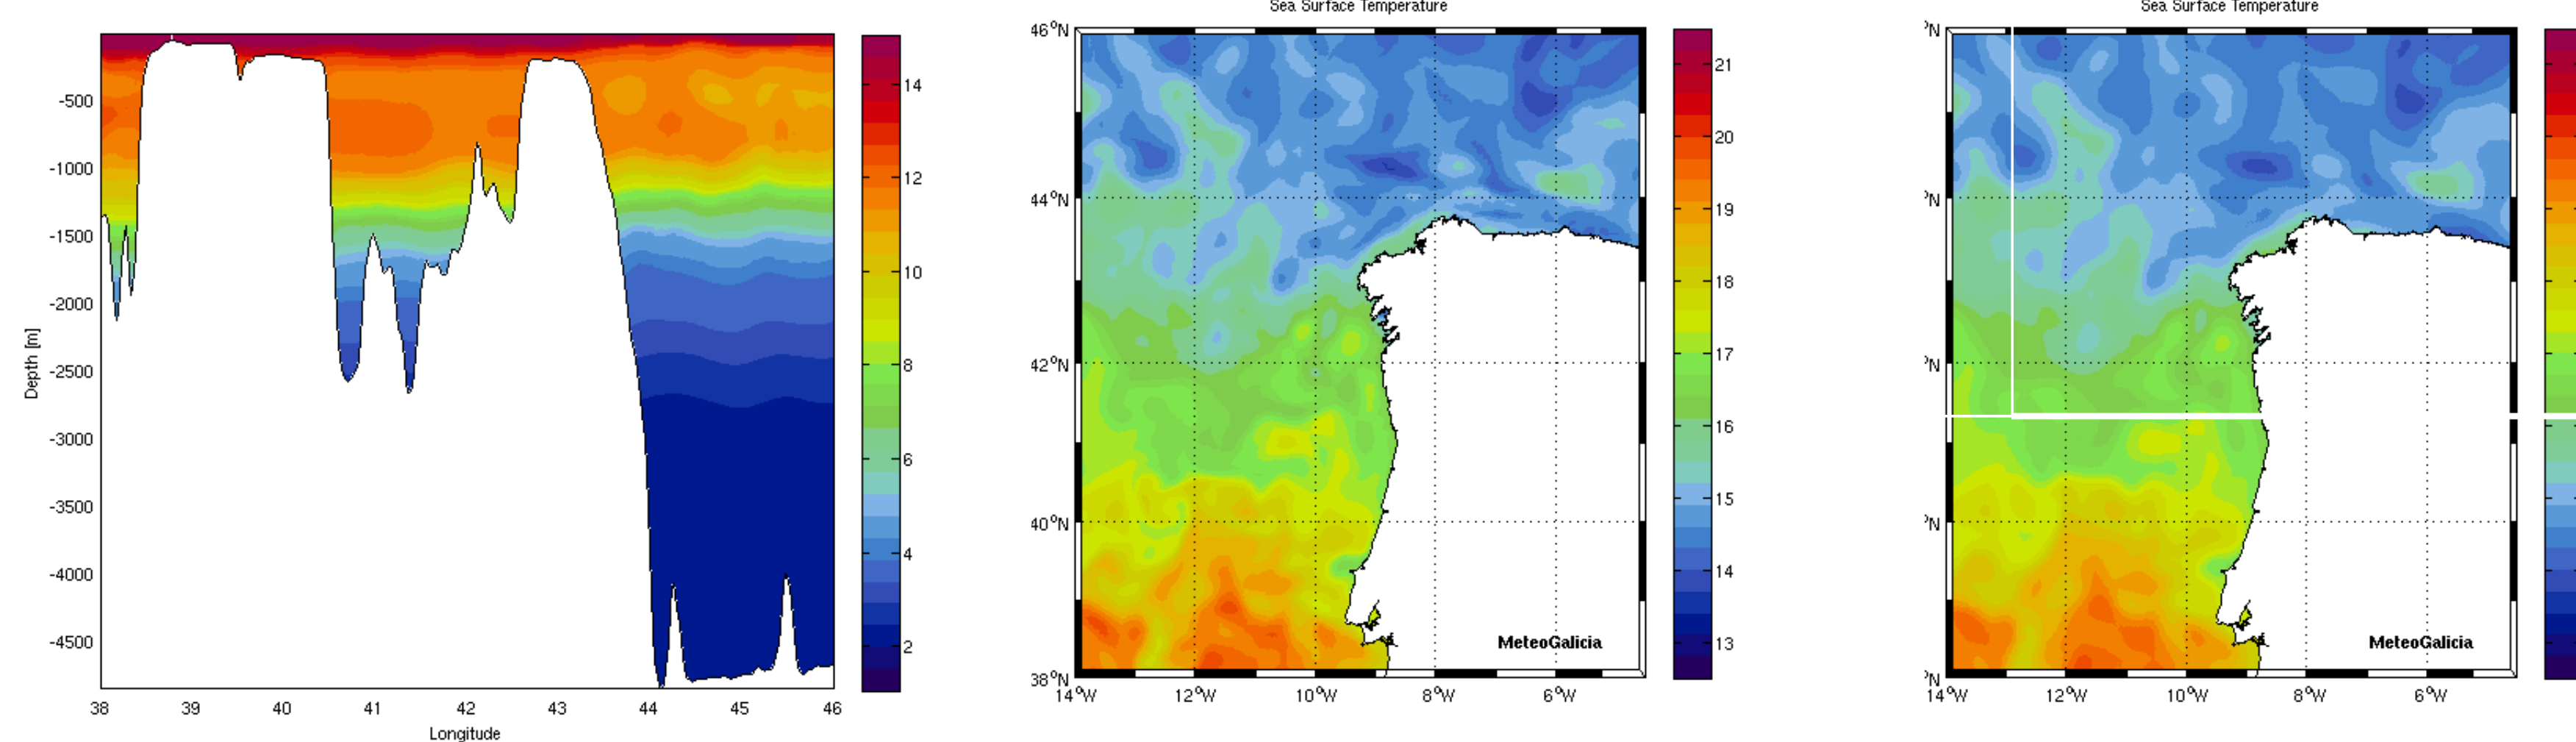 Sea Surface Temperature
Sea Surface Temperature
-500
-1000
-1500
-2000
-2500
-3000
-3500
-4000
-4500
Depth [m]
38 39 40 41 42 43 44 45 46
Longitude
14
12
10
8
6
4
2
46°N
44°N
42°N
40°N
38°N
14°W 12°W 10°W 8°W 6°W
MeteoGalicia
21
20
19
18
17
16
15
14
13
°N
°N
°N
°N
°N
14°W 12°W 10°W 8°W 6°W
MeteoGalicia